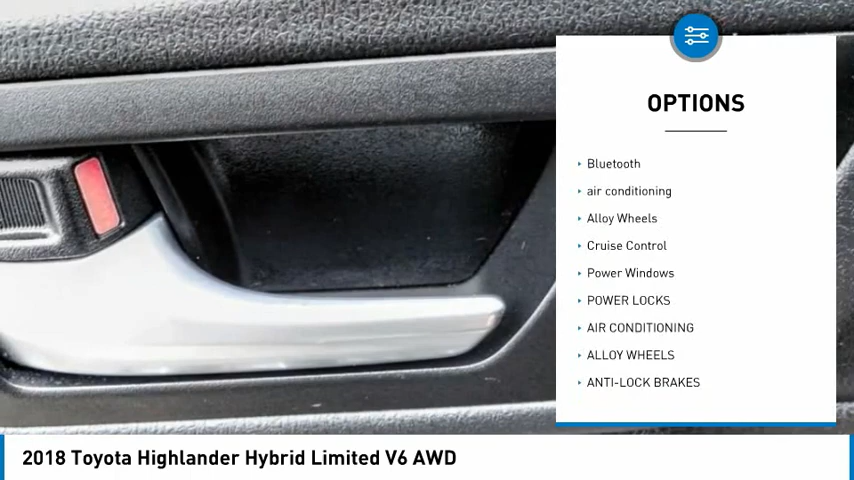 OPTIONS
Bluetooth
air conditioning
Alloy Wheels
Cruise Control
Power Windows
POWER LOCKS
AIR CONDITIONING
ALLOY WHEELS
ANTI-LOCK BRAKES
2018 Toyota Highlander Hybrid Limited V6 AWD